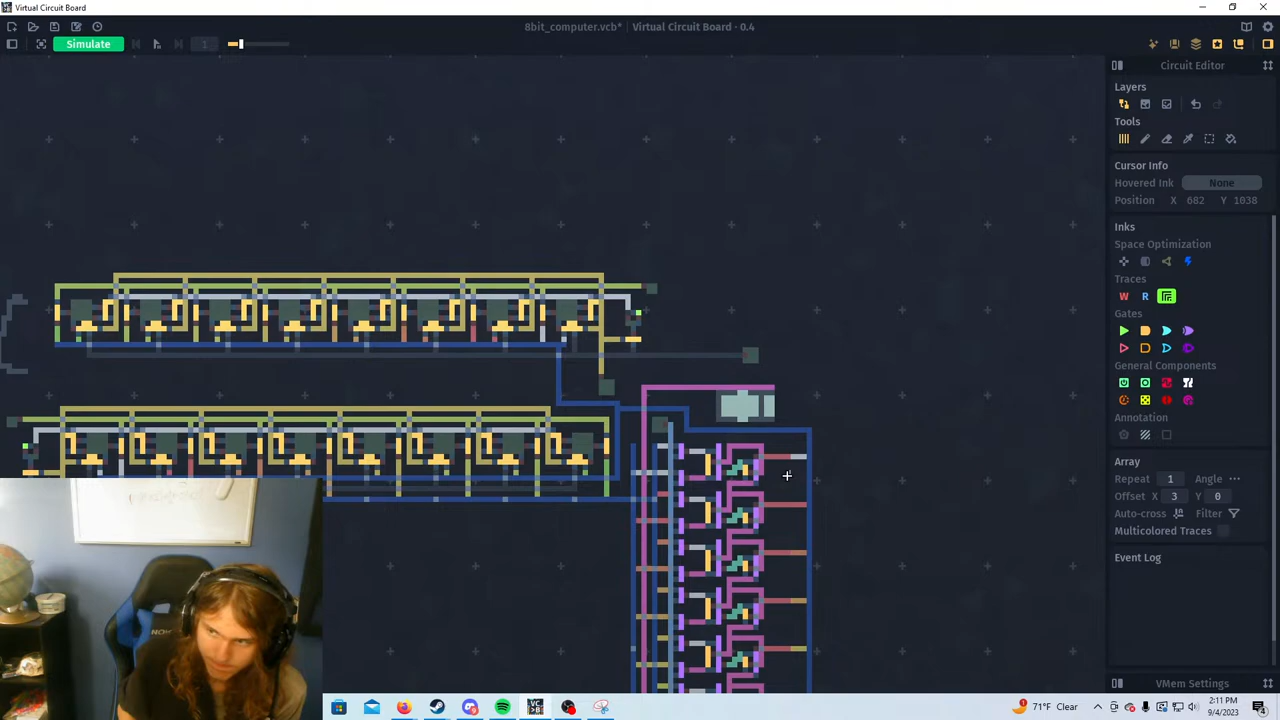 Virtual Circuit Board
8bit_computer.vcb* Virtual Circuit Board - 0.4
Simulate
1
Circuit Editor
Layers
Tools
Cursor Info
Hovered Ink None
Position X 682 Y 1038
Inks
Space Optimization
Traces
W R
Gates
General Components
Annotation
Array
Repeat 1 Angle ...
Offset X 3 Y 0
Auto-cross Filter
Multicolored Traces
Event Log
VMem Settings
71°F Clear
2:11 PM
9/4/2023